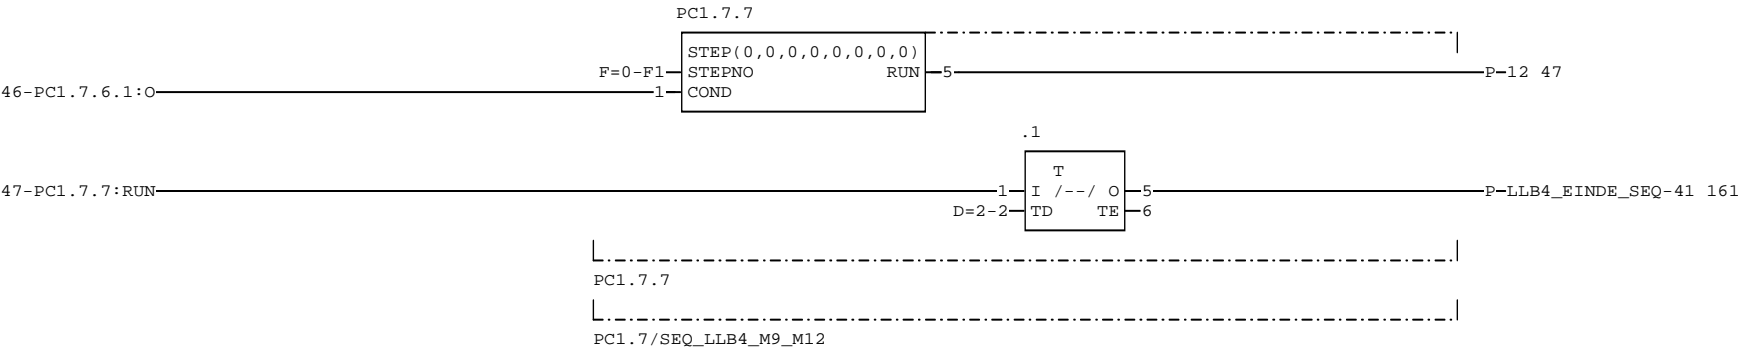 PC1.7.7
STEP(0,0,0,0,0,0,0,0)
F=0-F1 STEPNO RUN 5 P-12 47
46-PC1.7.6.1:O 1 COND
.1
T
47-PC1.7.7:RUN 1 I /--/ O 5 P-LLB4_EINDE_SEQ-41 161
D=2-2 TD TE 6
PC1.7.7
PC1.7/SEQ_LLB4_M9_M12